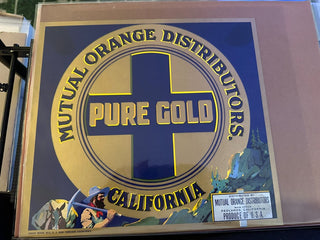 MUTUAL ORANGE DISTRIBUTORS.
PURE GOLD
CALIFORNIA
MUTUAL ORANGE DISTRIBUTORS
PRODUCE OF U.S.A.